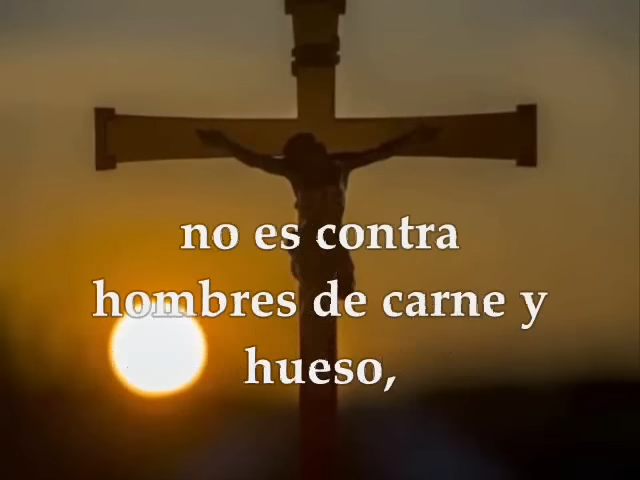 no es contra
hombres de carne y
hueso,